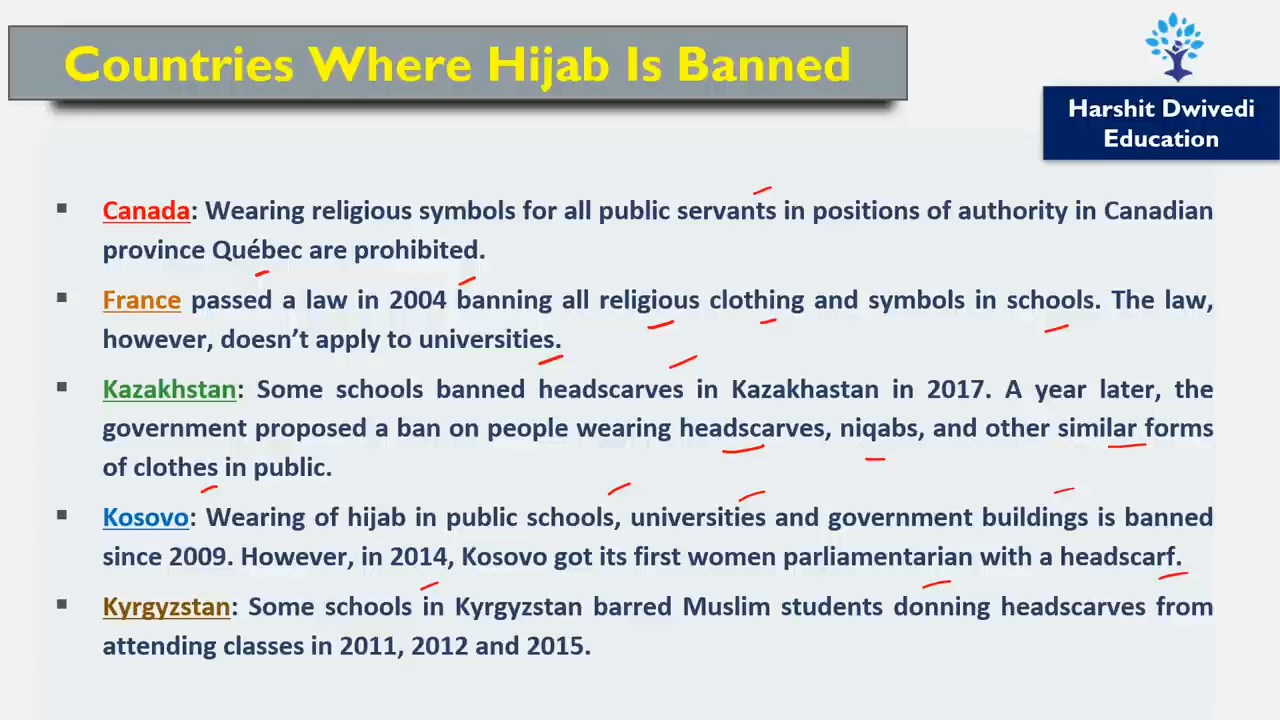 Countries Where Hijab Is Banned
Harshit Dwivedi
Education
▪ Canada: Wearing religious symbols for all public servants in positions of authority in Canadian
province Québec are prohibited.
▪ France passed a law in 2004 banning all religious clothing and symbols in schools. The law,
however, doesn’t apply to universities.
▪ Kazakhstan: Some schools banned headscarves in Kazakhastan in 2017. A year later, the
government proposed a ban on people wearing headscarves, niqabs, and other similar forms
of clothes in public.
▪ Kosovo: Wearing of hijab in public schools, universities and government buildings is banned
since 2009. However, in 2014, Kosovo got its first women parliamentarian with a headscarf.
▪ Kyrgyzstan: Some schools in Kyrgyzstan barred Muslim students donning headscarves from
attending classes in 2011, 2012 and 2015.